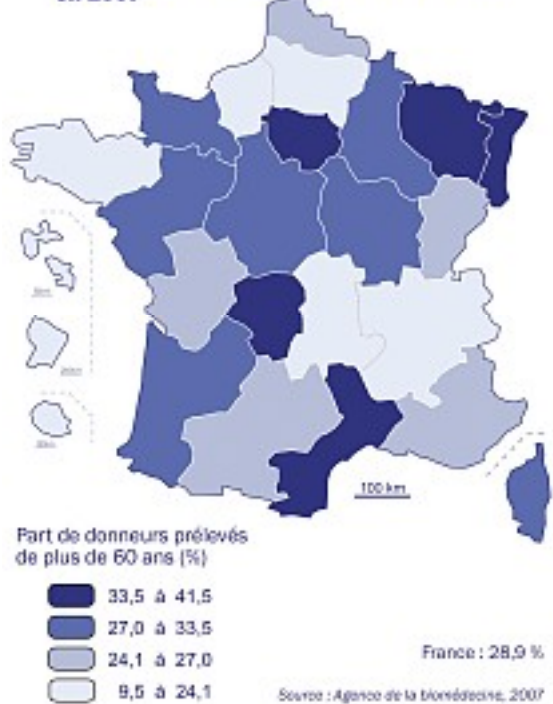 100 km
Part de donneurs prélevés
de plus de 60 ans (%)
33,5 à 41,5
27,0 à 33,5
24,1 à 27,0
9,5 à 24,1
France : 28,9 %
Source : Agence de la biomédecine, 2007